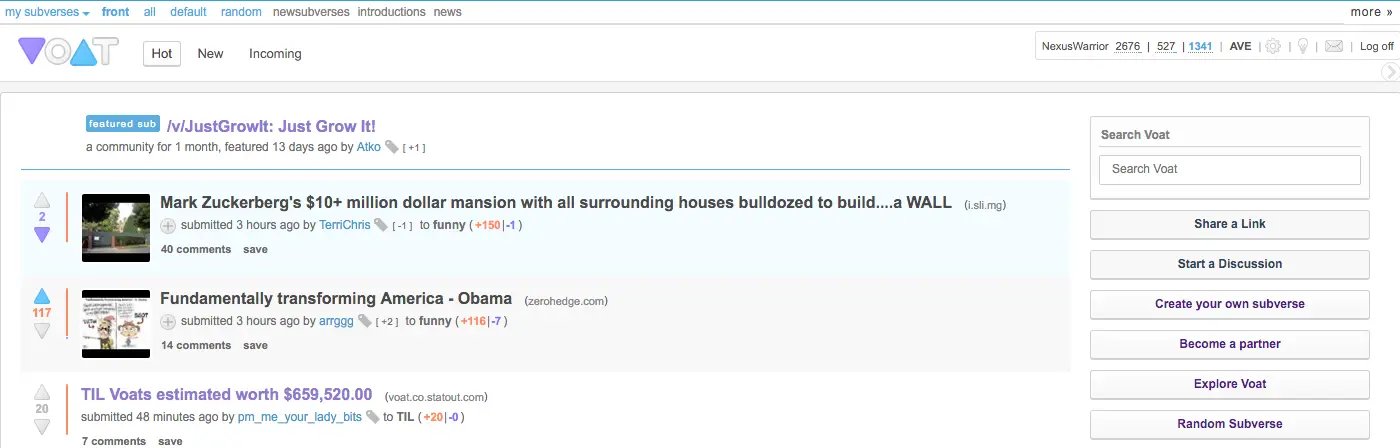 my subverses front all default random newsubverses introductions news more »
VOAT Hot New Incoming NexusWarrior 2676 | 527 | 1341 | AVE | | | | Log off
featured sub /v/JustGrowIt: Just Grow It!
a community for 1 month, featured 13 days ago by Atko [ +1 ]
Mark Zuckerberg's $10+ million dollar mansion with all surrounding houses bulldozed to build....a WALL (i.sli.mg)
2 submitted 3 hours ago by TerriChris [ -1 ] to funny ( +150|-1 )
40 comments save
Fundamentally transforming America - Obama (zerohedge.com)
117 submitted 3 hours ago by arrggg [ +2 ] to funny ( +116|-7 )
14 comments save
TIL Voats estimated worth $659,520.00 (voat.co.statout.com)
20 submitted 48 minutes ago by pm_me_your_lady_bits to TIL ( +20|-0 )
7 comments save
Search Voat
Search Voat
Share a Link
Start a Discussion
Create your own subverse
Become a partner
Explore Voat
Random Subverse